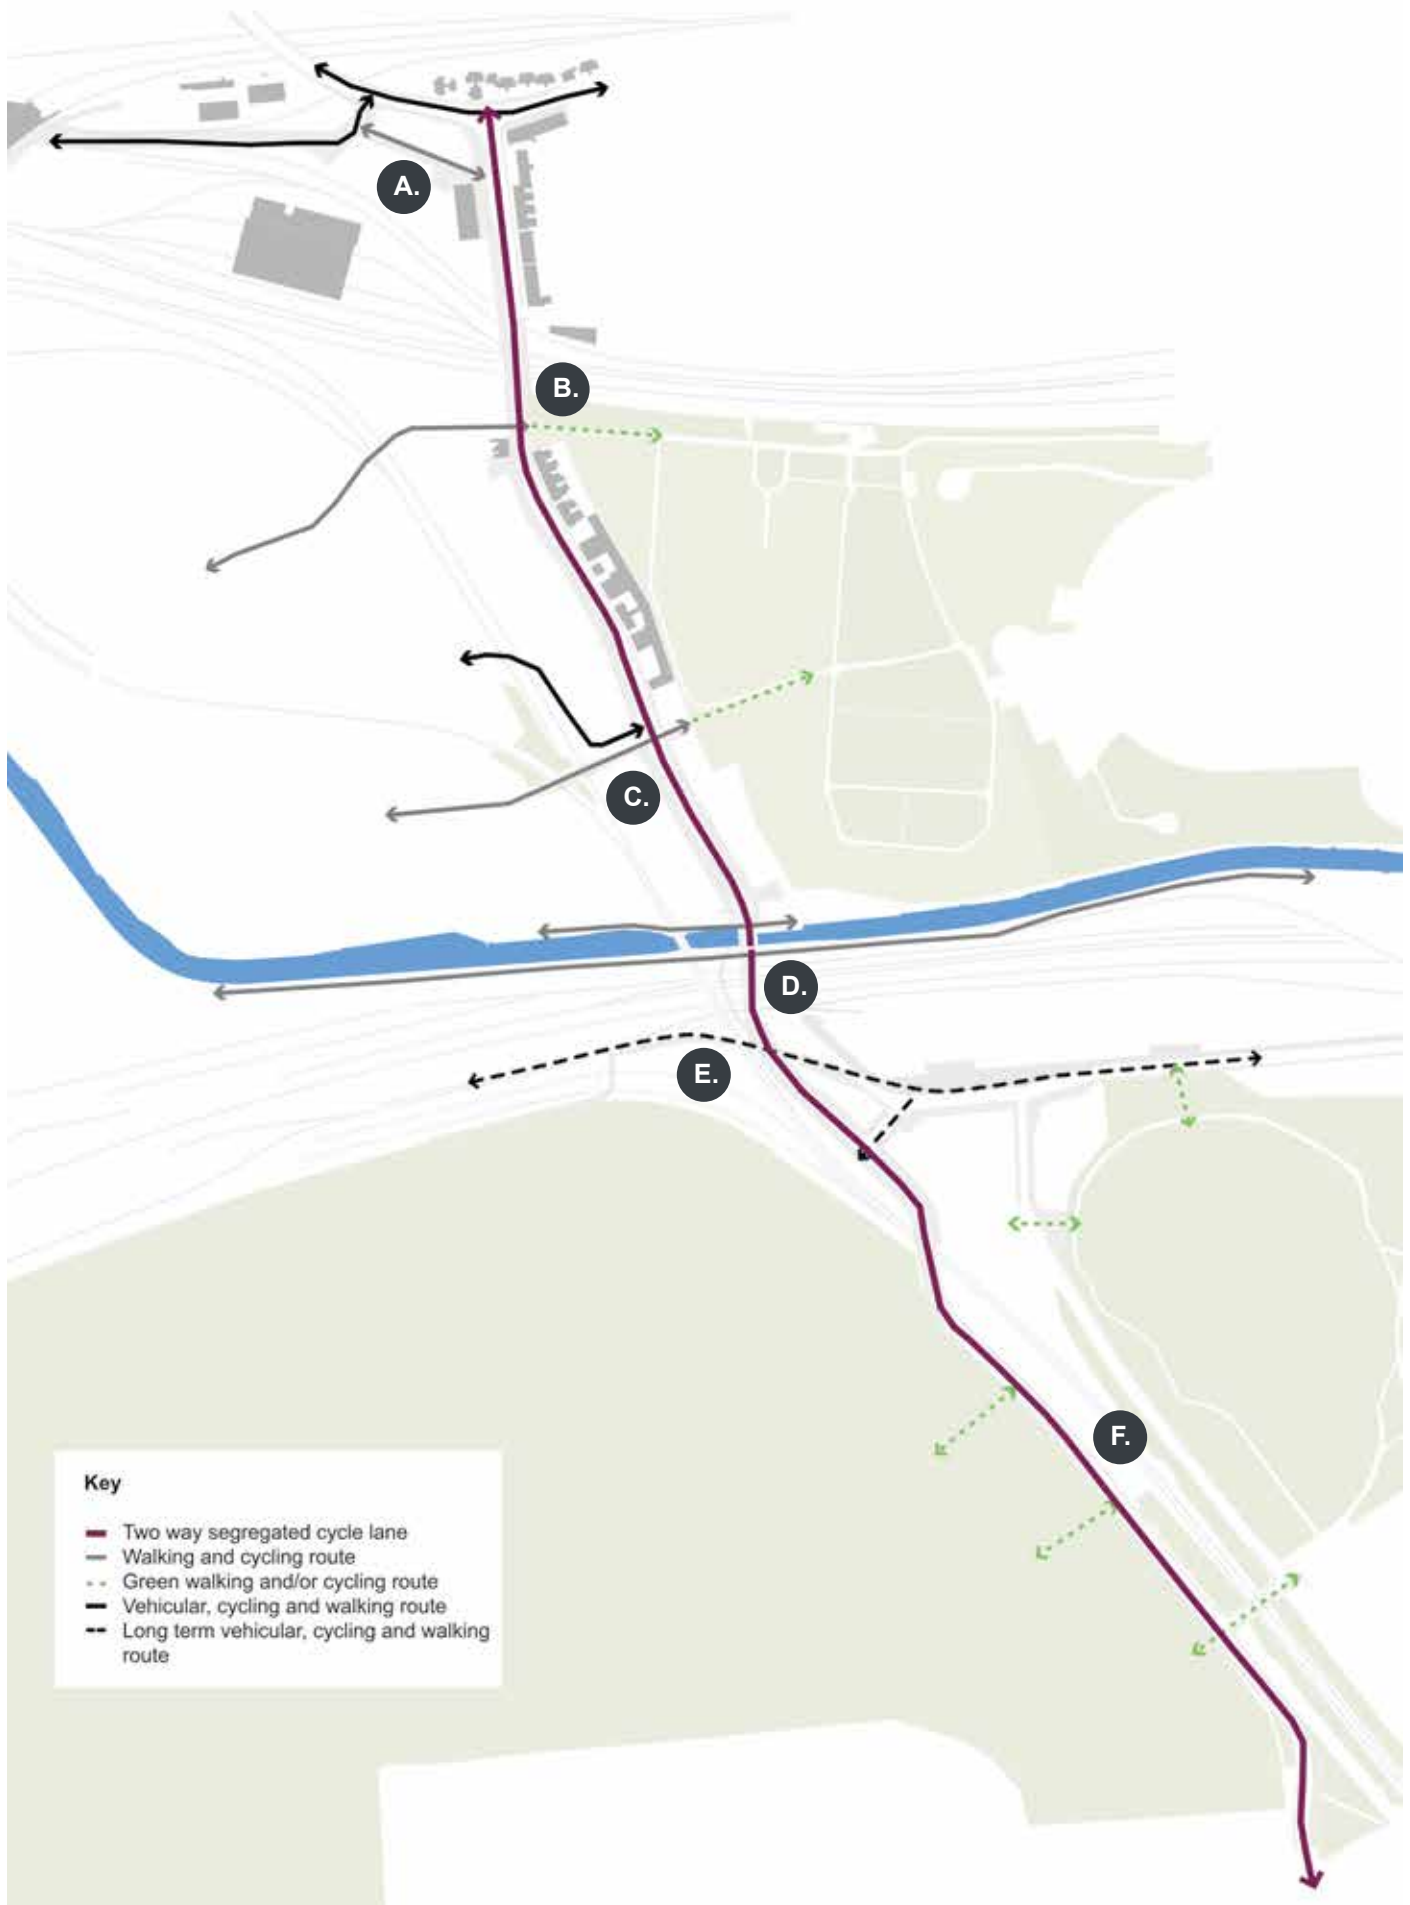 A.
B.
C.
D.
E.
F.
Key
Two way segregated cycle lane
Walking and cycling route
Green walking and/or cycling route
Vehicular, cycling and walking route
Long term vehicular, cycling and walking
route